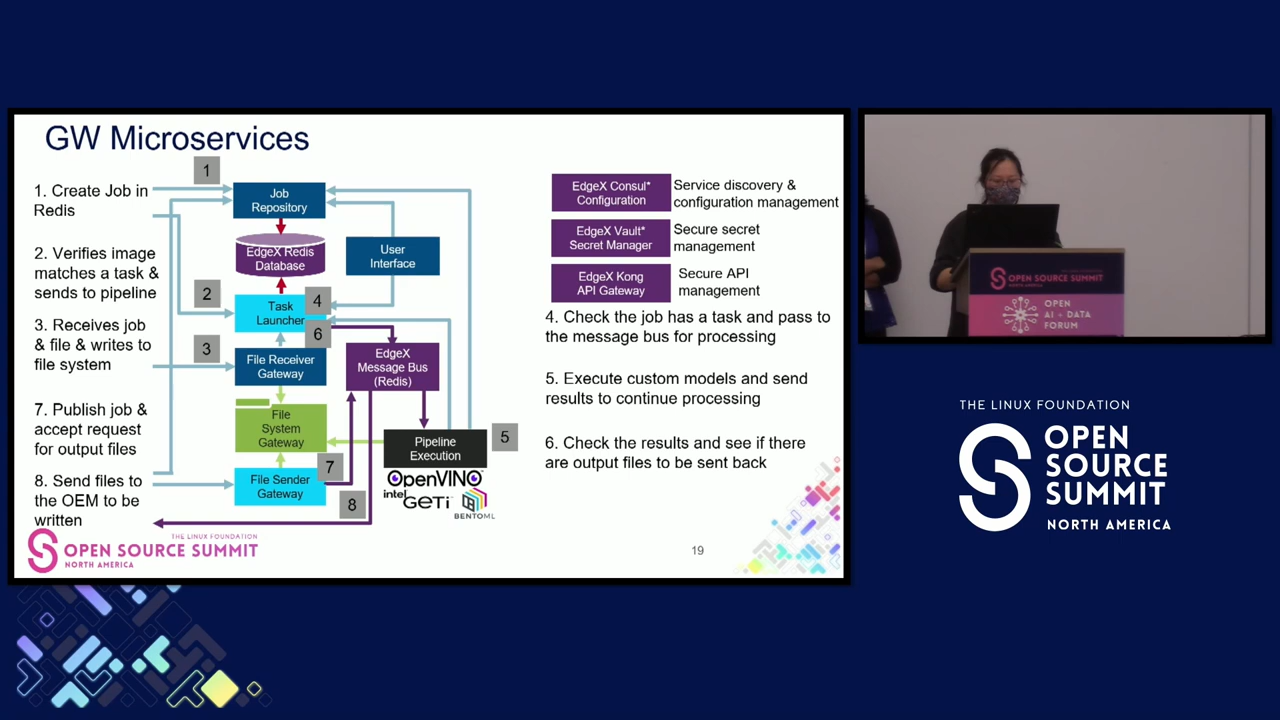 GW Microservices
1
1. Create Job in
Redis
2. Verifies image
matches a task &
sends to pipeline
3. Receives job
& file & writes to
file system
7. Publish job &
accept request
for output files
8. Send files to
the OEM to be
written
Job
Repository
EdgeX Redis
Database
User
Interface
2
Task
Launcher
4
6
3
File Receiver
Gateway
EdgeX
Message Bus
(Redis)
File
System
Gateway
Pipeline
Execution
5
7
File Sender
Gateway
8
OpenVINO
intel
GETi
BENTOML
EdgeX Consul*
Configuration
Service discovery &
configuration management
EdgeX Vault*
Secret Manager
Secure secret
management
EdgeX Kong
API Gateway
Secure API
management
4. Check the job has a task and pass to
the message bus for processing
5. Execute custom models and send
results to continue processing
6. Check the results and see if there
are output files to be sent back
THE LINUX FOUNDATION
OPEN SOURCE SUMMIT
NORTH AMERICA
19
OPEN SOURCE SUMMIT
NORTH AMERICA
OPEN
AI + DATA
FORUM
THE LINUX FOUNDATION
OPEN
SOURCE
SUMMIT
NORTH AMERICA